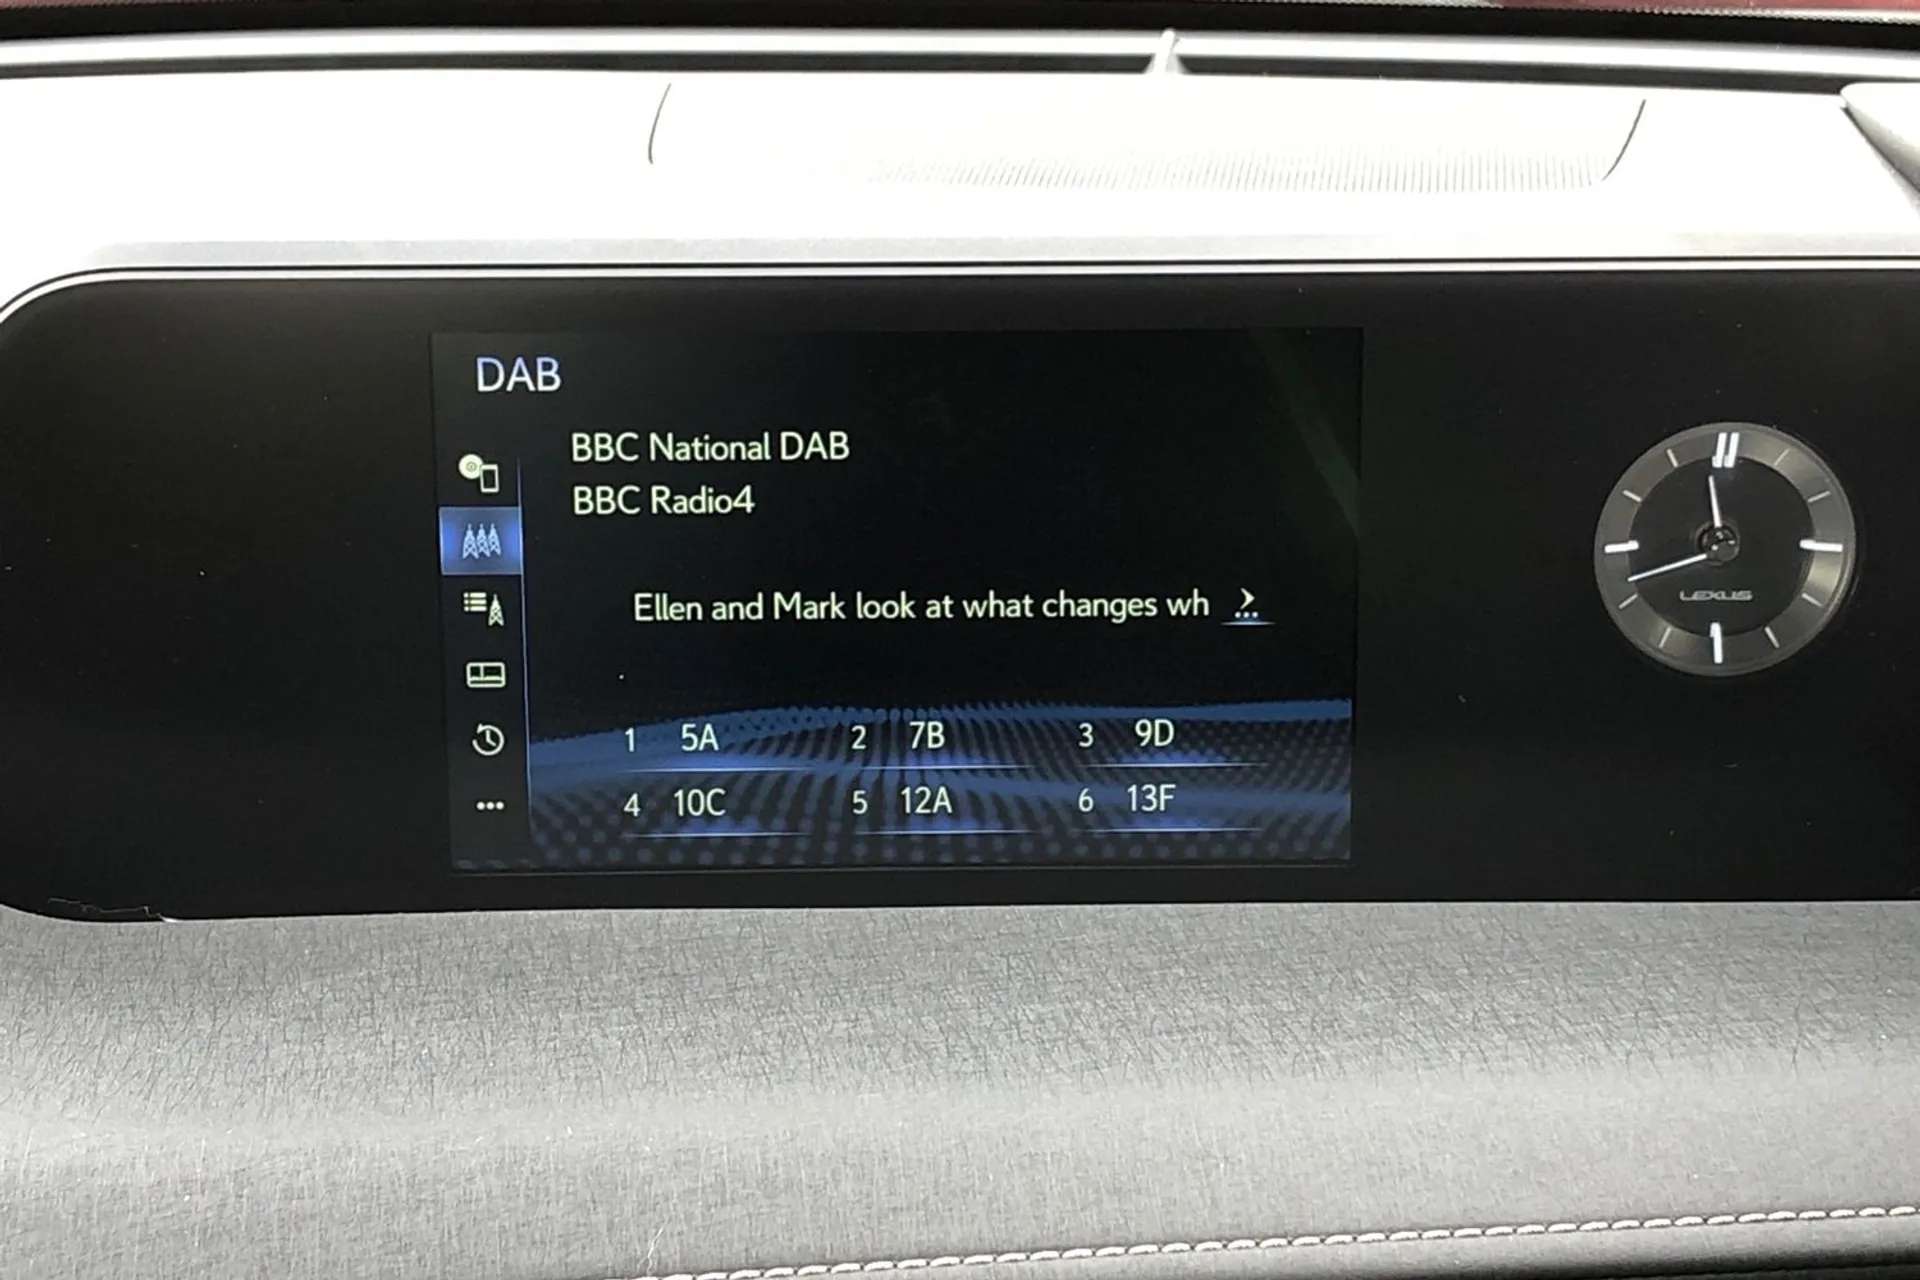 DAB
BBC National DAB
BBC Radio4
Ellen and Mark look at what changes wh ...
1 5A 2 7B 3 9D
4 10C 5 12A 6 13F
LEXUS